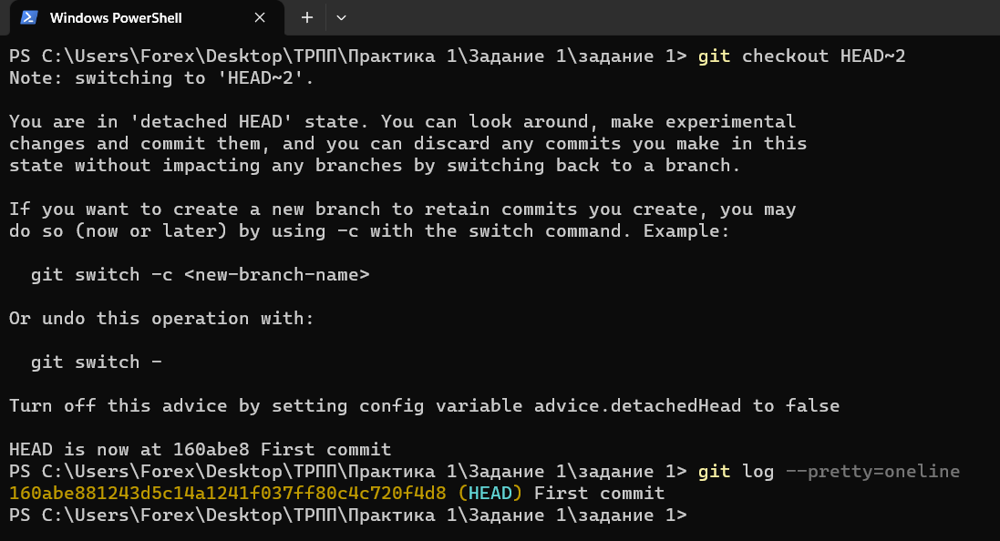 Windows PowerShell
PS C:\Users\Forex\Desktop\ТРПП\Практика 1\Задание 1\задание 1> git checkout HEAD~2
Note: switching to 'HEAD~2'.
You are in 'detached HEAD' state. You can look around, make experimental
changes and commit them, and you can discard any commits you make in this
state without impacting any branches by switching back to a branch.
If you want to create a new branch to retain commits you create, you may
do so (now or later) by using -c with the switch command. Example:
git switch -c <new-branch-name>
Or undo this operation with:
git switch -
Turn off this advice by setting config variable advice.detachedHead to false
HEAD is now at 160abe8 First commit
PS C:\Users\Forex\Desktop\ТРПП\Практика 1\Задание 1\задание 1> git log --pretty=oneline
160abe881243d5c14a1241f037ff80c4c720f4d8 (HEAD) First commit
PS C:\Users\Forex\Desktop\ТРПП\Практика 1\Задание 1\задание 1>